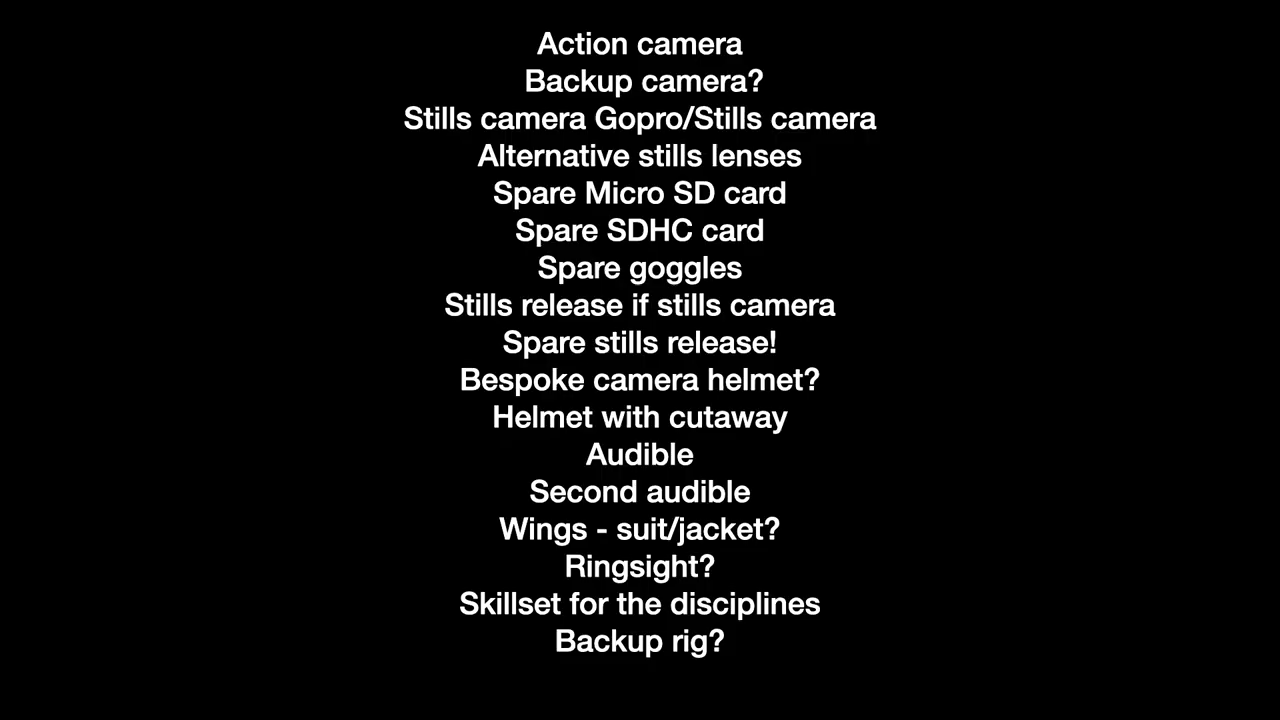 Action camera
Backup camera?
Stills camera Gopro/Stills camera
Alternative stills lenses
Spare Micro SD card
Spare SDHC card
Spare goggles
Stills release if stills camera
Spare stills release!
Bespoke camera helmet?
Helmet with cutaway
Audible
Second audible
Wings - suit/jacket?
Ringsight?
Skillset for the disciplines
Backup rig?